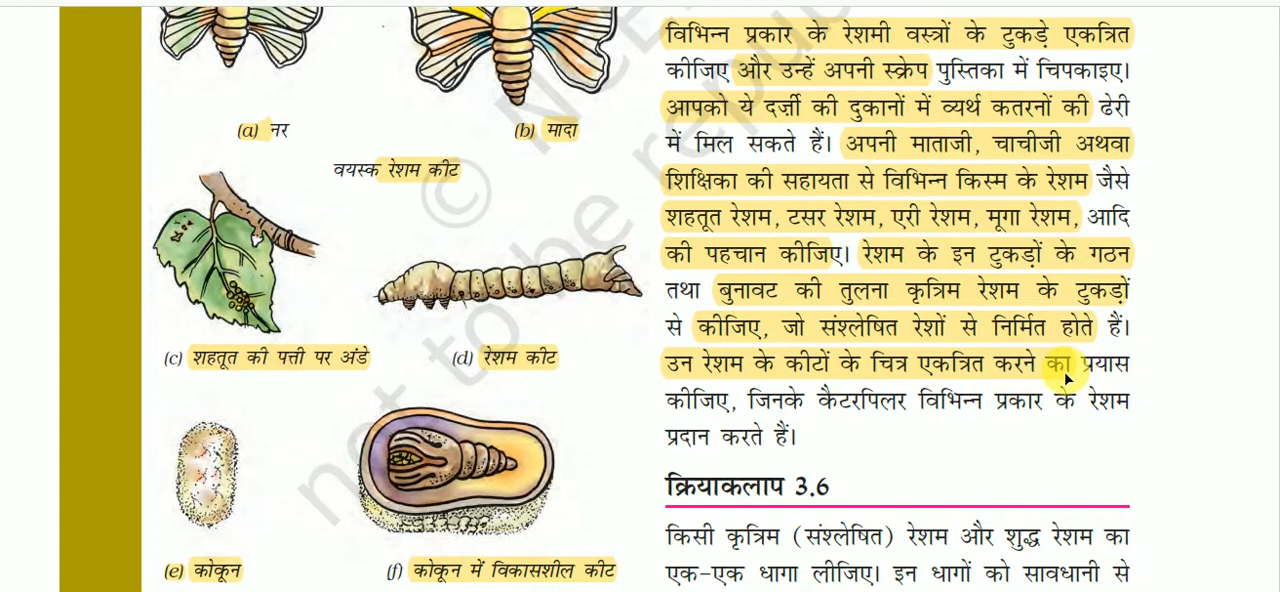 (a) नर
(b) मादा
वयस्क रेशम कीट
(c) शहतूत की पत्ती पर अंडे
(d) रेशम कीट
(e) कोकून
(f) कोकून में विकासशील कीट
विभिन्न प्रकार के रेशमी वस्त्रों के टुकड़े एकत्रित
कीजिए और उन्हें अपनी स्क्रेप पुस्तिका में चिपकाइए।
आपको ये दर्ज़ी की दुकानों में व्यर्थ कतरनों की ढेरी
में मिल सकते हैं। अपनी माताजी, चाचीजी अथवा
शिक्षिका की सहायता से विभिन्न किस्म के रेशम जैसे
शहतूत रेशम, टसर रेशम, एरी रेशम, मूगा रेशम, आदि
की पहचान कीजिए। रेशम के इन टुकड़ों के गठन
तथा बुनावट की तुलना कृत्रिम रेशम के टुकड़ों
से कीजिए, जो संश्लेषित रेशों से निर्मित होते हैं।
उन रेशम के कीटों के चित्र एकत्रित करने का प्रयास
कीजिए, जिनके कैटरपिलर विभिन्न प्रकार के रेशम
प्रदान करते हैं।
क्रियाकलाप 3.6
किसी कृत्रिम (संश्लेषित) रेशम और शुद्ध रेशम का
एक-एक धागा लीजिए। इन धागों को सावधानी से
not to be